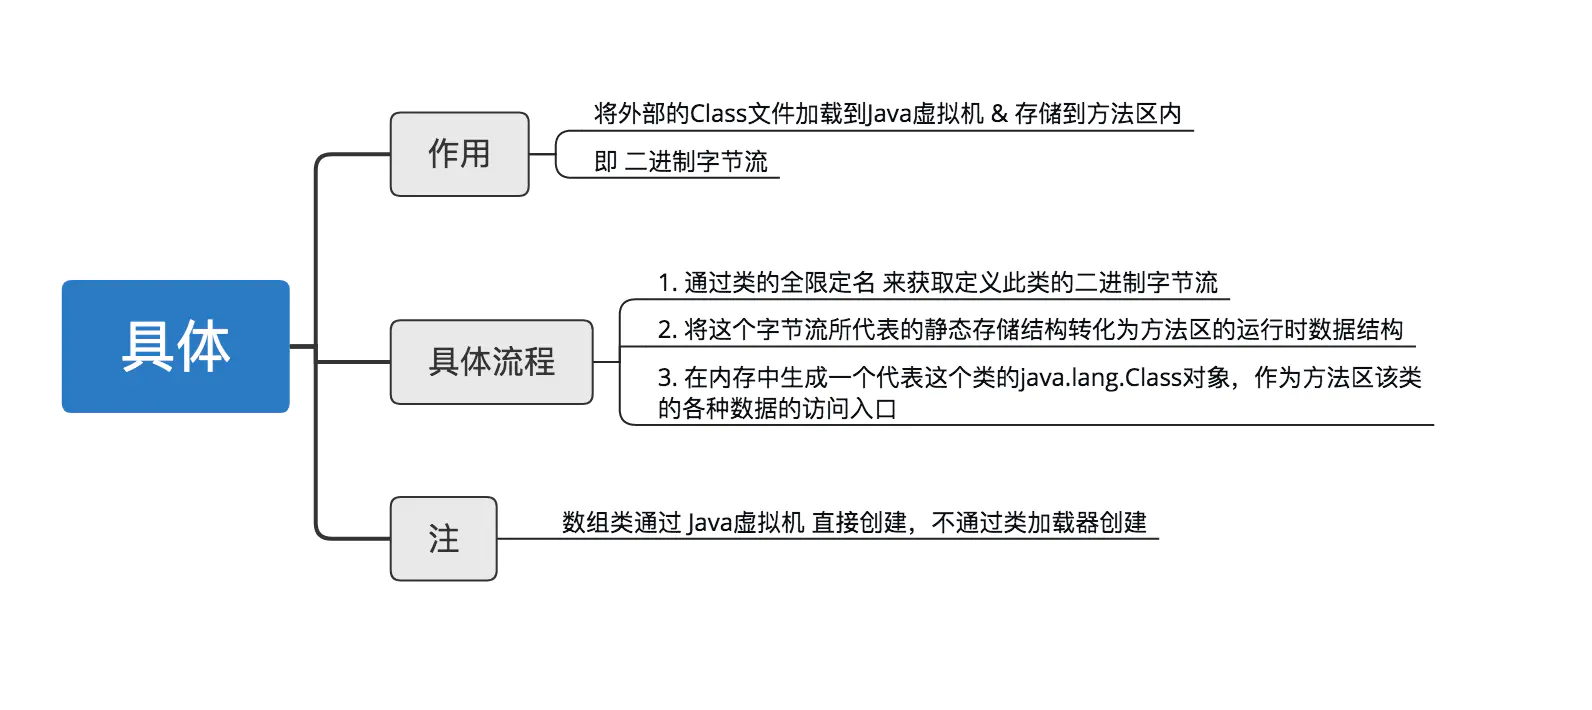 具体
作用
将外部的Class文件加载到Java虚拟机 & 存储到方法区内
即 二进制字节流
具体流程
1. 通过类的全限定名 来获取定义此类的二进制字节流
2. 将这个字节流所代表的静态存储结构转化为方法区的运行时数据结构
3. 在内存中生成一个代表这个类的java.lang.Class对象，作为方法区该类
的各种数据的访问入口
注
数组类通过 Java虚拟机 直接创建，不通过类加载器创建